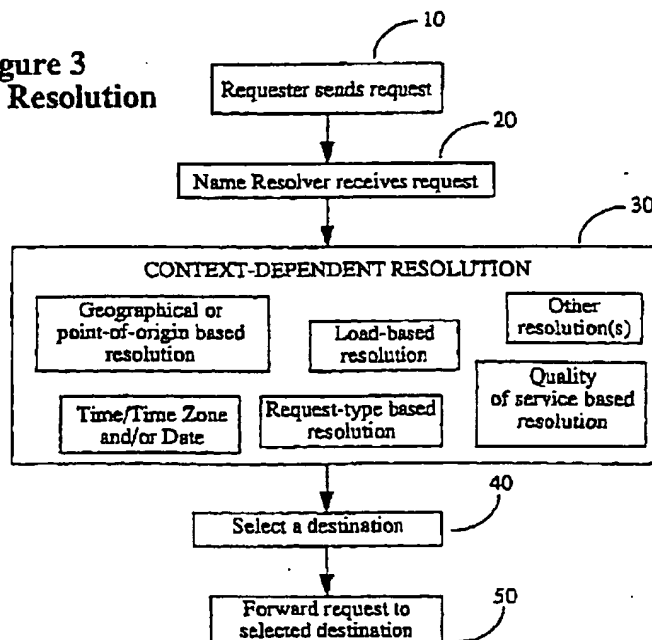 gure 3
Resolution
10
Requester sends request
20
Name Resolver receives request
30
CONTEXT-DEPENDENT RESOLUTION
Geographical or
point-of-origin based
resolution
Load-based
resolution
Other
resolution(s)
Time/Time Zone
and/or Date
Request-type based
resolution
Quality
of service based
resolution
40
Select a destination
50
Forward request to
selected destination